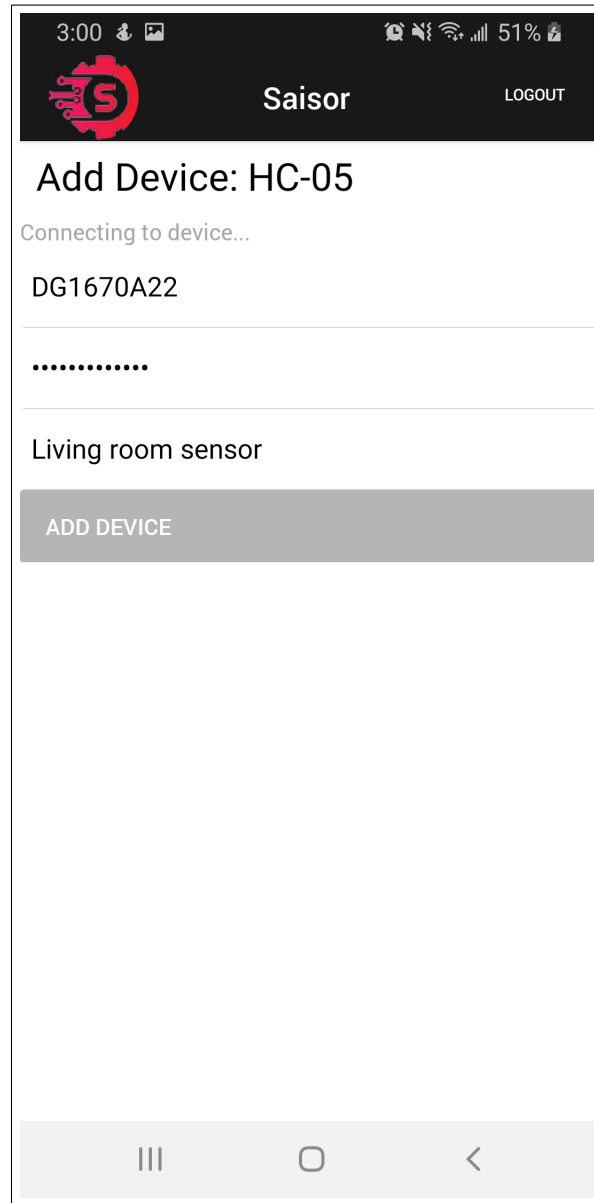 3:00 51%
S Saisor LOGOUT
Add Device: HC-05
Connecting to device...
DG1670A22
•••••••••••••
Living room sensor
ADD DEVICE